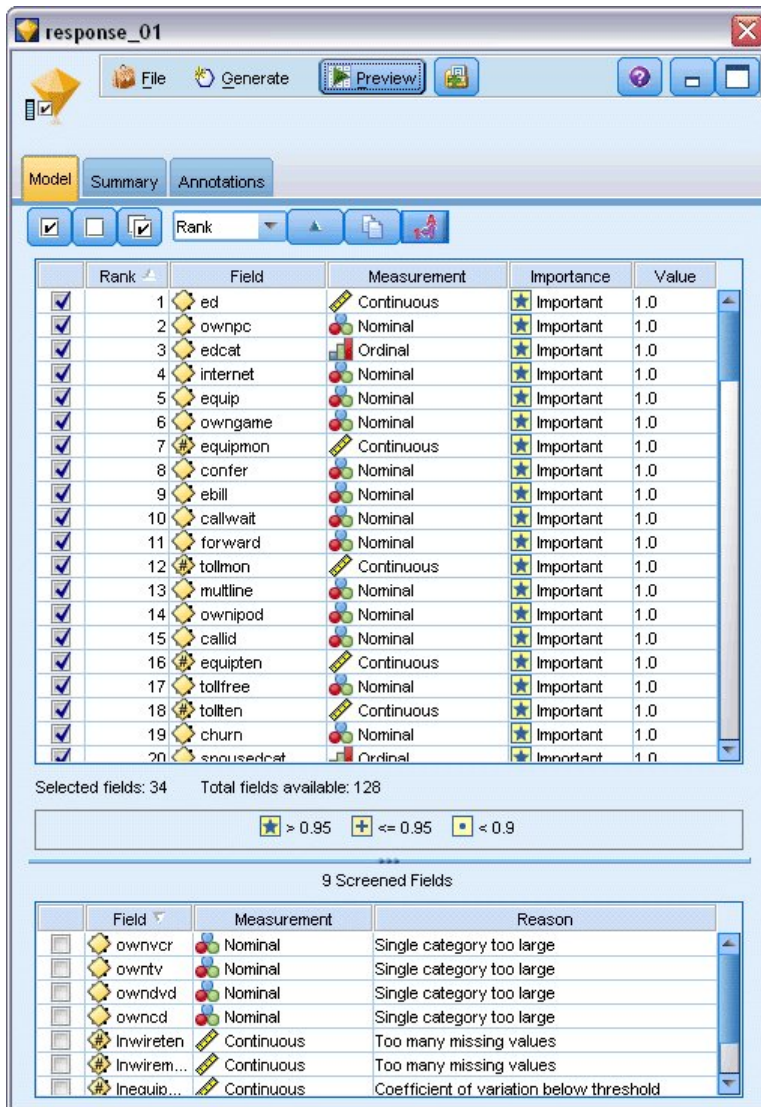 response_01
File Generate Preview
Model Summary Annotations
Rank
Rank Field Measurement Importance Value
1 ed Continuous Important 1.0
2 ownpc Nominal Important 1.0
3 edcat Ordinal Important 1.0
4 internet Nominal Important 1.0
5 equip Nominal Important 1.0
6 owngame Nominal Important 1.0
7 equipmon Continuous Important 1.0
8 confer Nominal Important 1.0
9 ebill Nominal Important 1.0
10 callwait Nominal Important 1.0
11 forward Nominal Important 1.0
12 tollmon Continuous Important 1.0
13 multline Nominal Important 1.0
14 ownipod Nominal Important 1.0
15 callid Nominal Important 1.0
16 equipten Continuous Important 1.0
17 tollfree Nominal Important 1.0
18 tollten Continuous Important 1.0
19 churn Nominal Important 1.0
20 spousedcat Ordinal Important 1.0
Selected fields: 34 Total fields available: 128
> 0.95 <= 0.95 < 0.9
9 Screened Fields
Field Measurement Reason
ownvcr Nominal Single category too large
owntv Nominal Single category too large
owndvd Nominal Single category too large
owncd Nominal Single category too large
lnwireten Continuous Too many missing values
lnwirem... Continuous Too many missing values
lnequip... Continuous Coefficient of variation below threshold